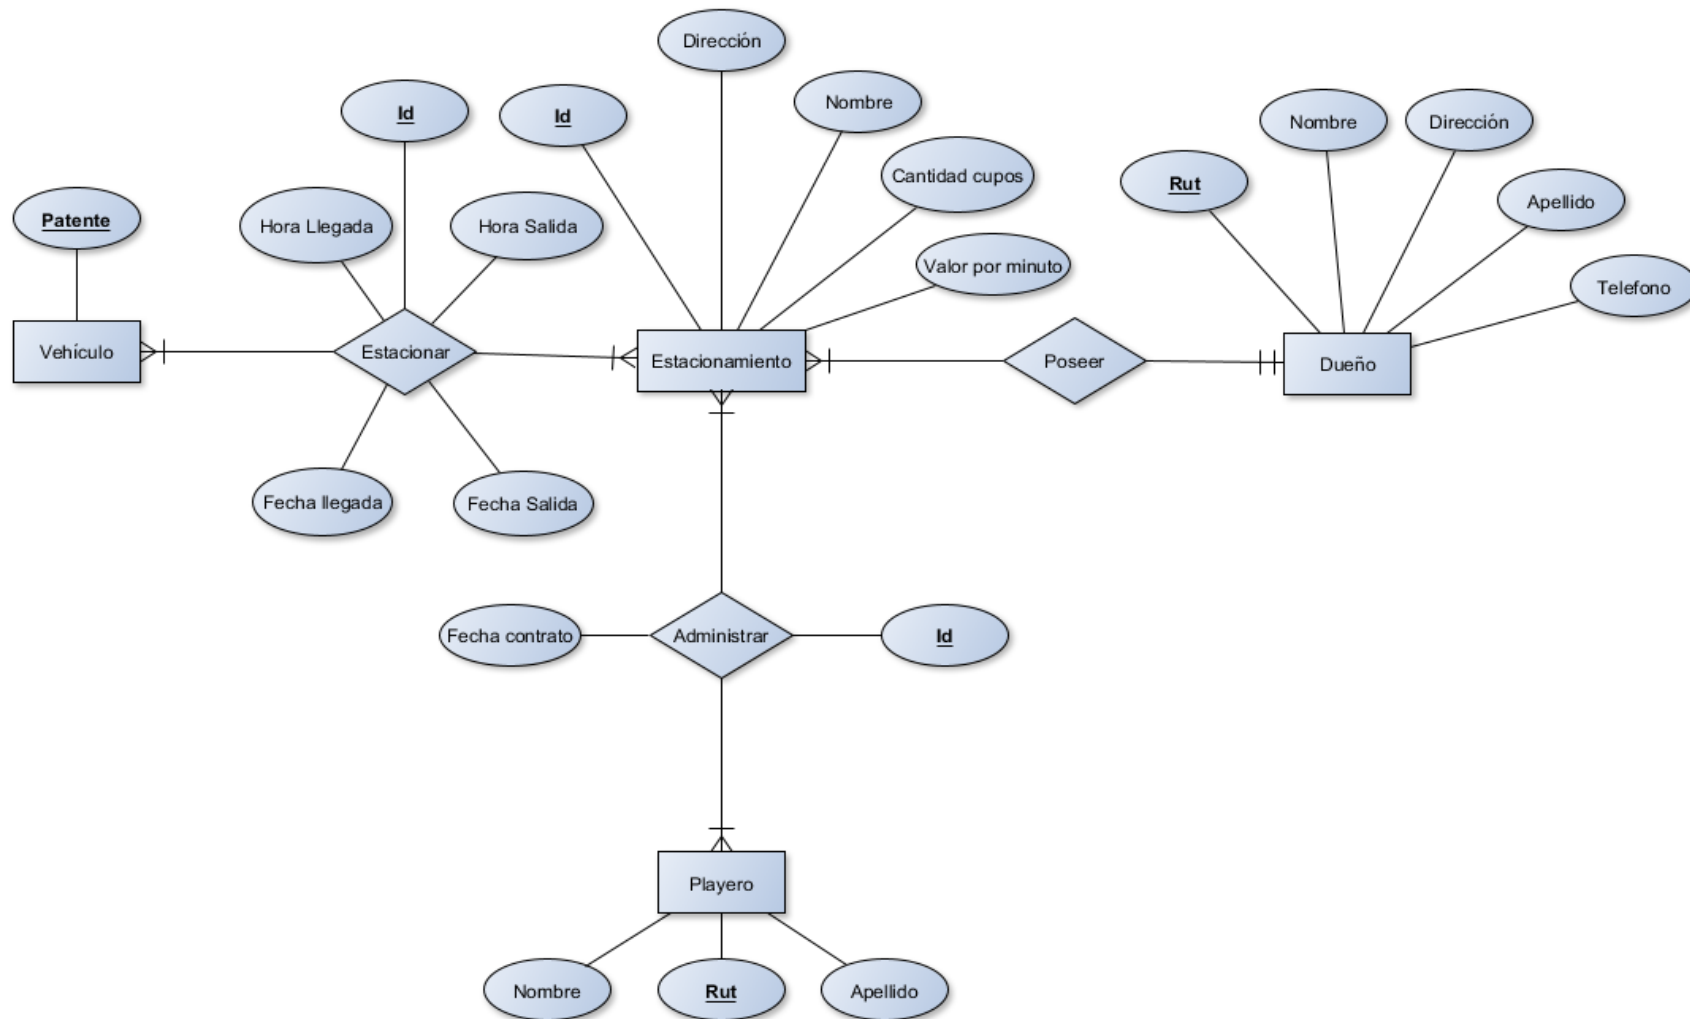 Dirección
Id
Id
Nombre
Nombre
Dirección
Cantidad cupos
Rut
Patente
Hora Llegada
Hora Salida
Apellido
Valor por minuto
Telefono
Vehículo
Estacionar
Estacionamiento
Poseer
Dueño
Fecha llegada
Fecha Salida
Fecha contrato
Administrar
Id
Playero
Nombre
Rut
Apellido